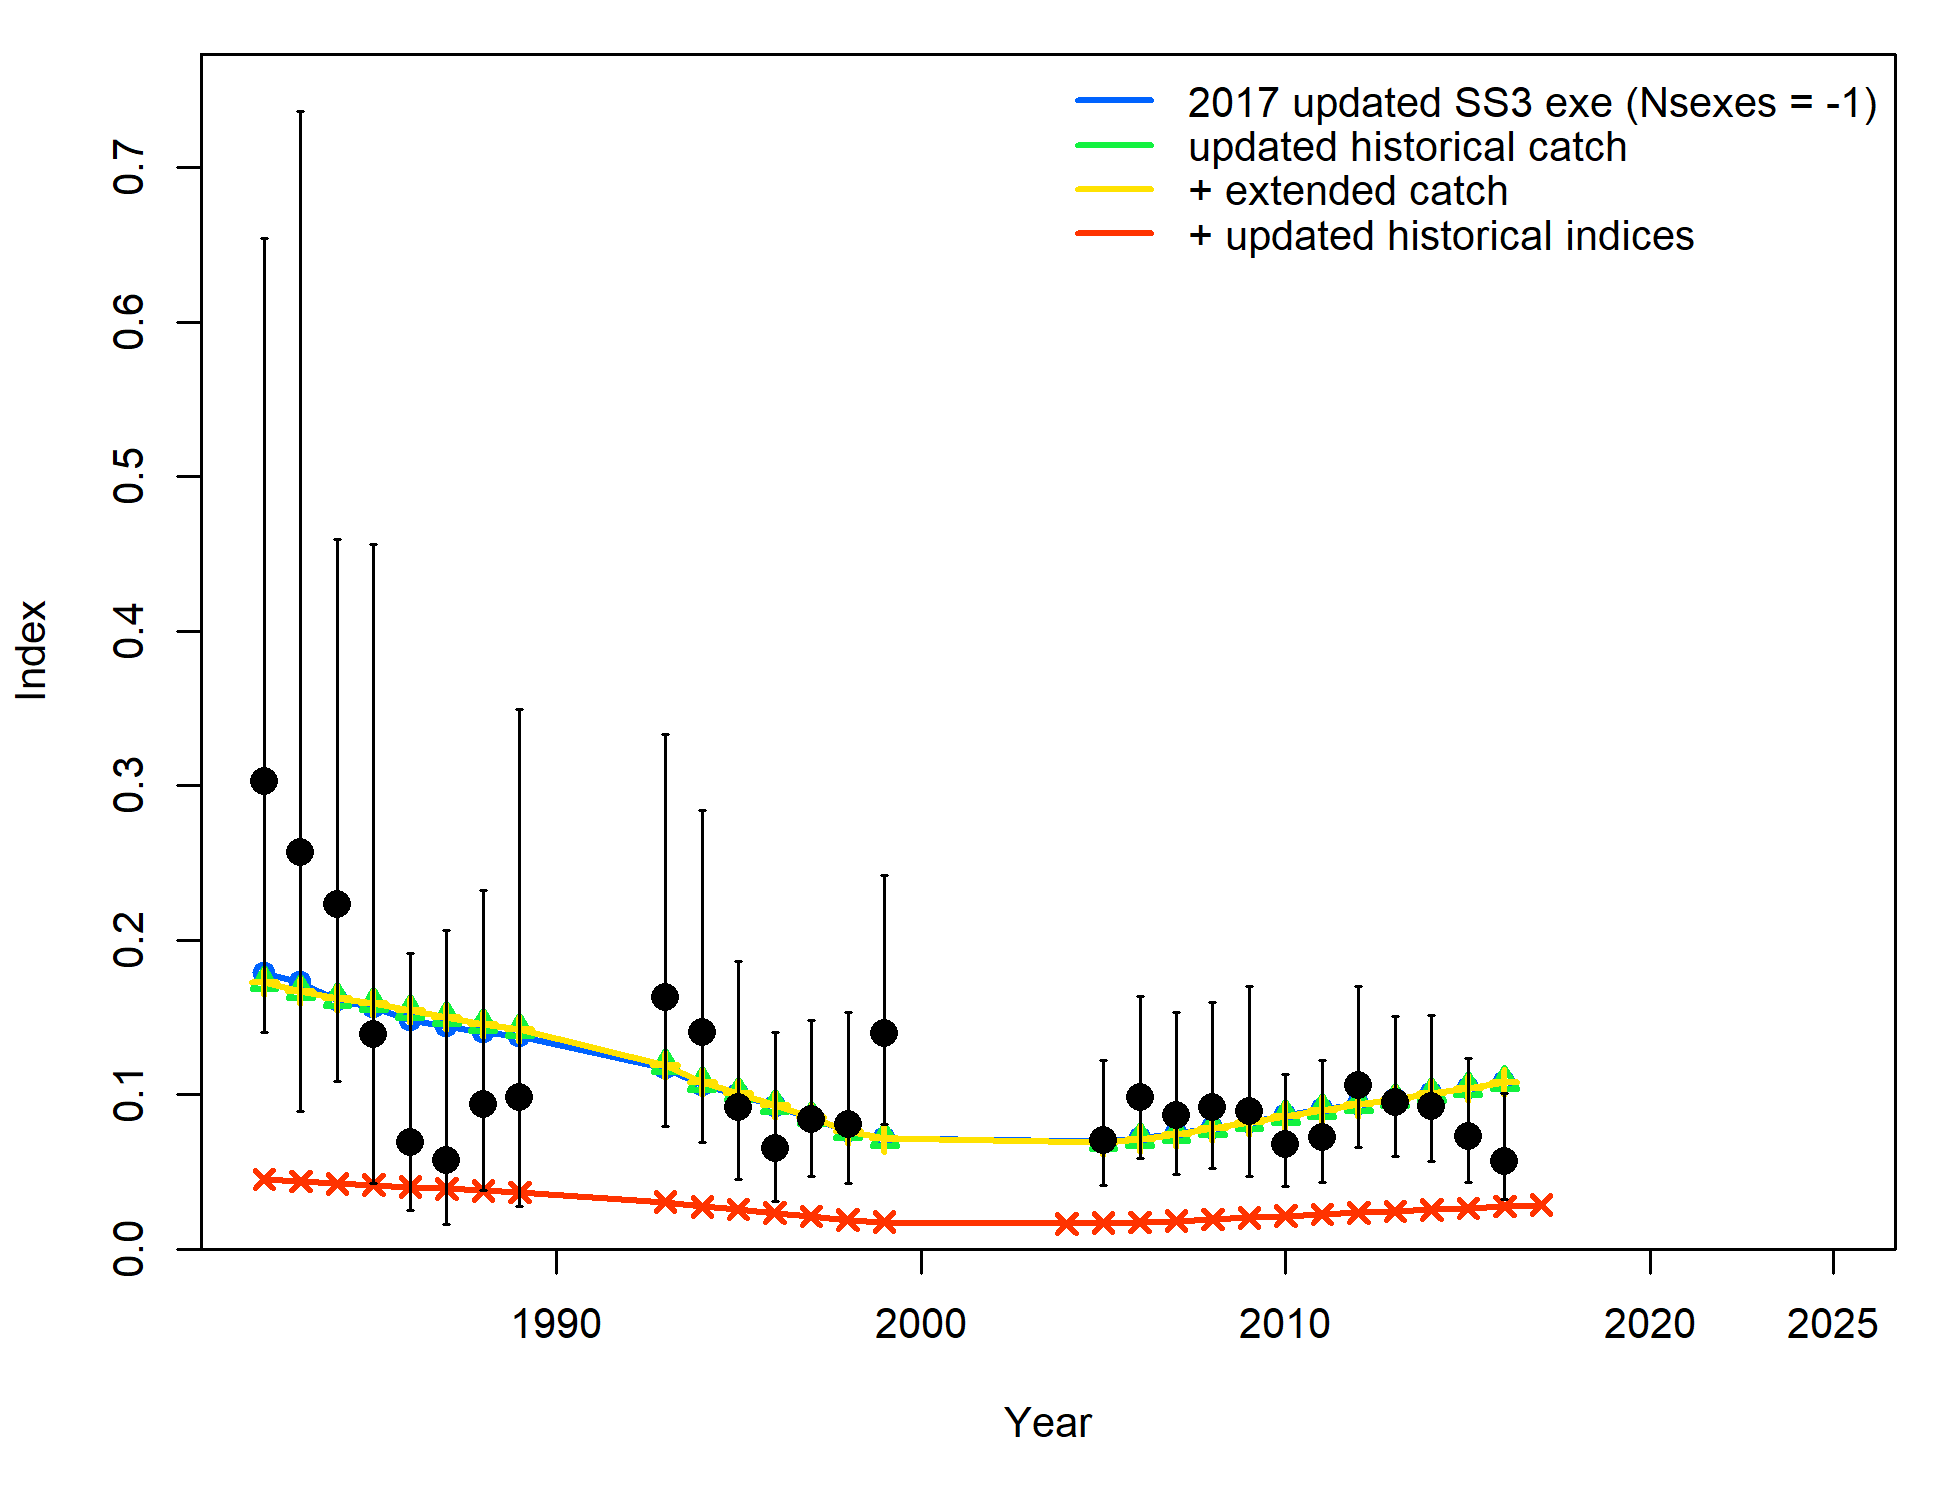 2017 updated SS3 exe (Nsexes = -1)
updated historical catch
+ extended catch
+ updated historical indices
0.7
0.6
0.5
0.4
0.3
0.2
0.1
0.0
Index
1990 2000 2010 2020 2025
Year